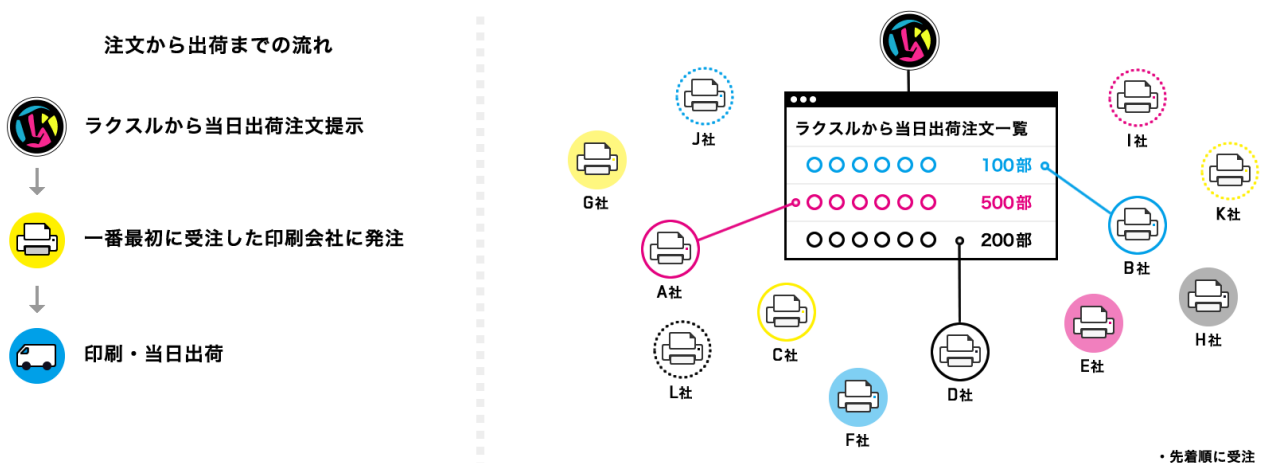 注文から出荷までの流れ
ラクスルから当日出荷注文提示
一番最初に受注した印刷会社に発注
印刷・当日出荷
J社
I社
G社
K社
ラクスルから当日出荷注文一覧
○○○○○○ 100部
○○○○○○ 500部
○○○○○○ 200部
A社
B社
C社
H社
E社
L社
D社
F社
・先着順に受注